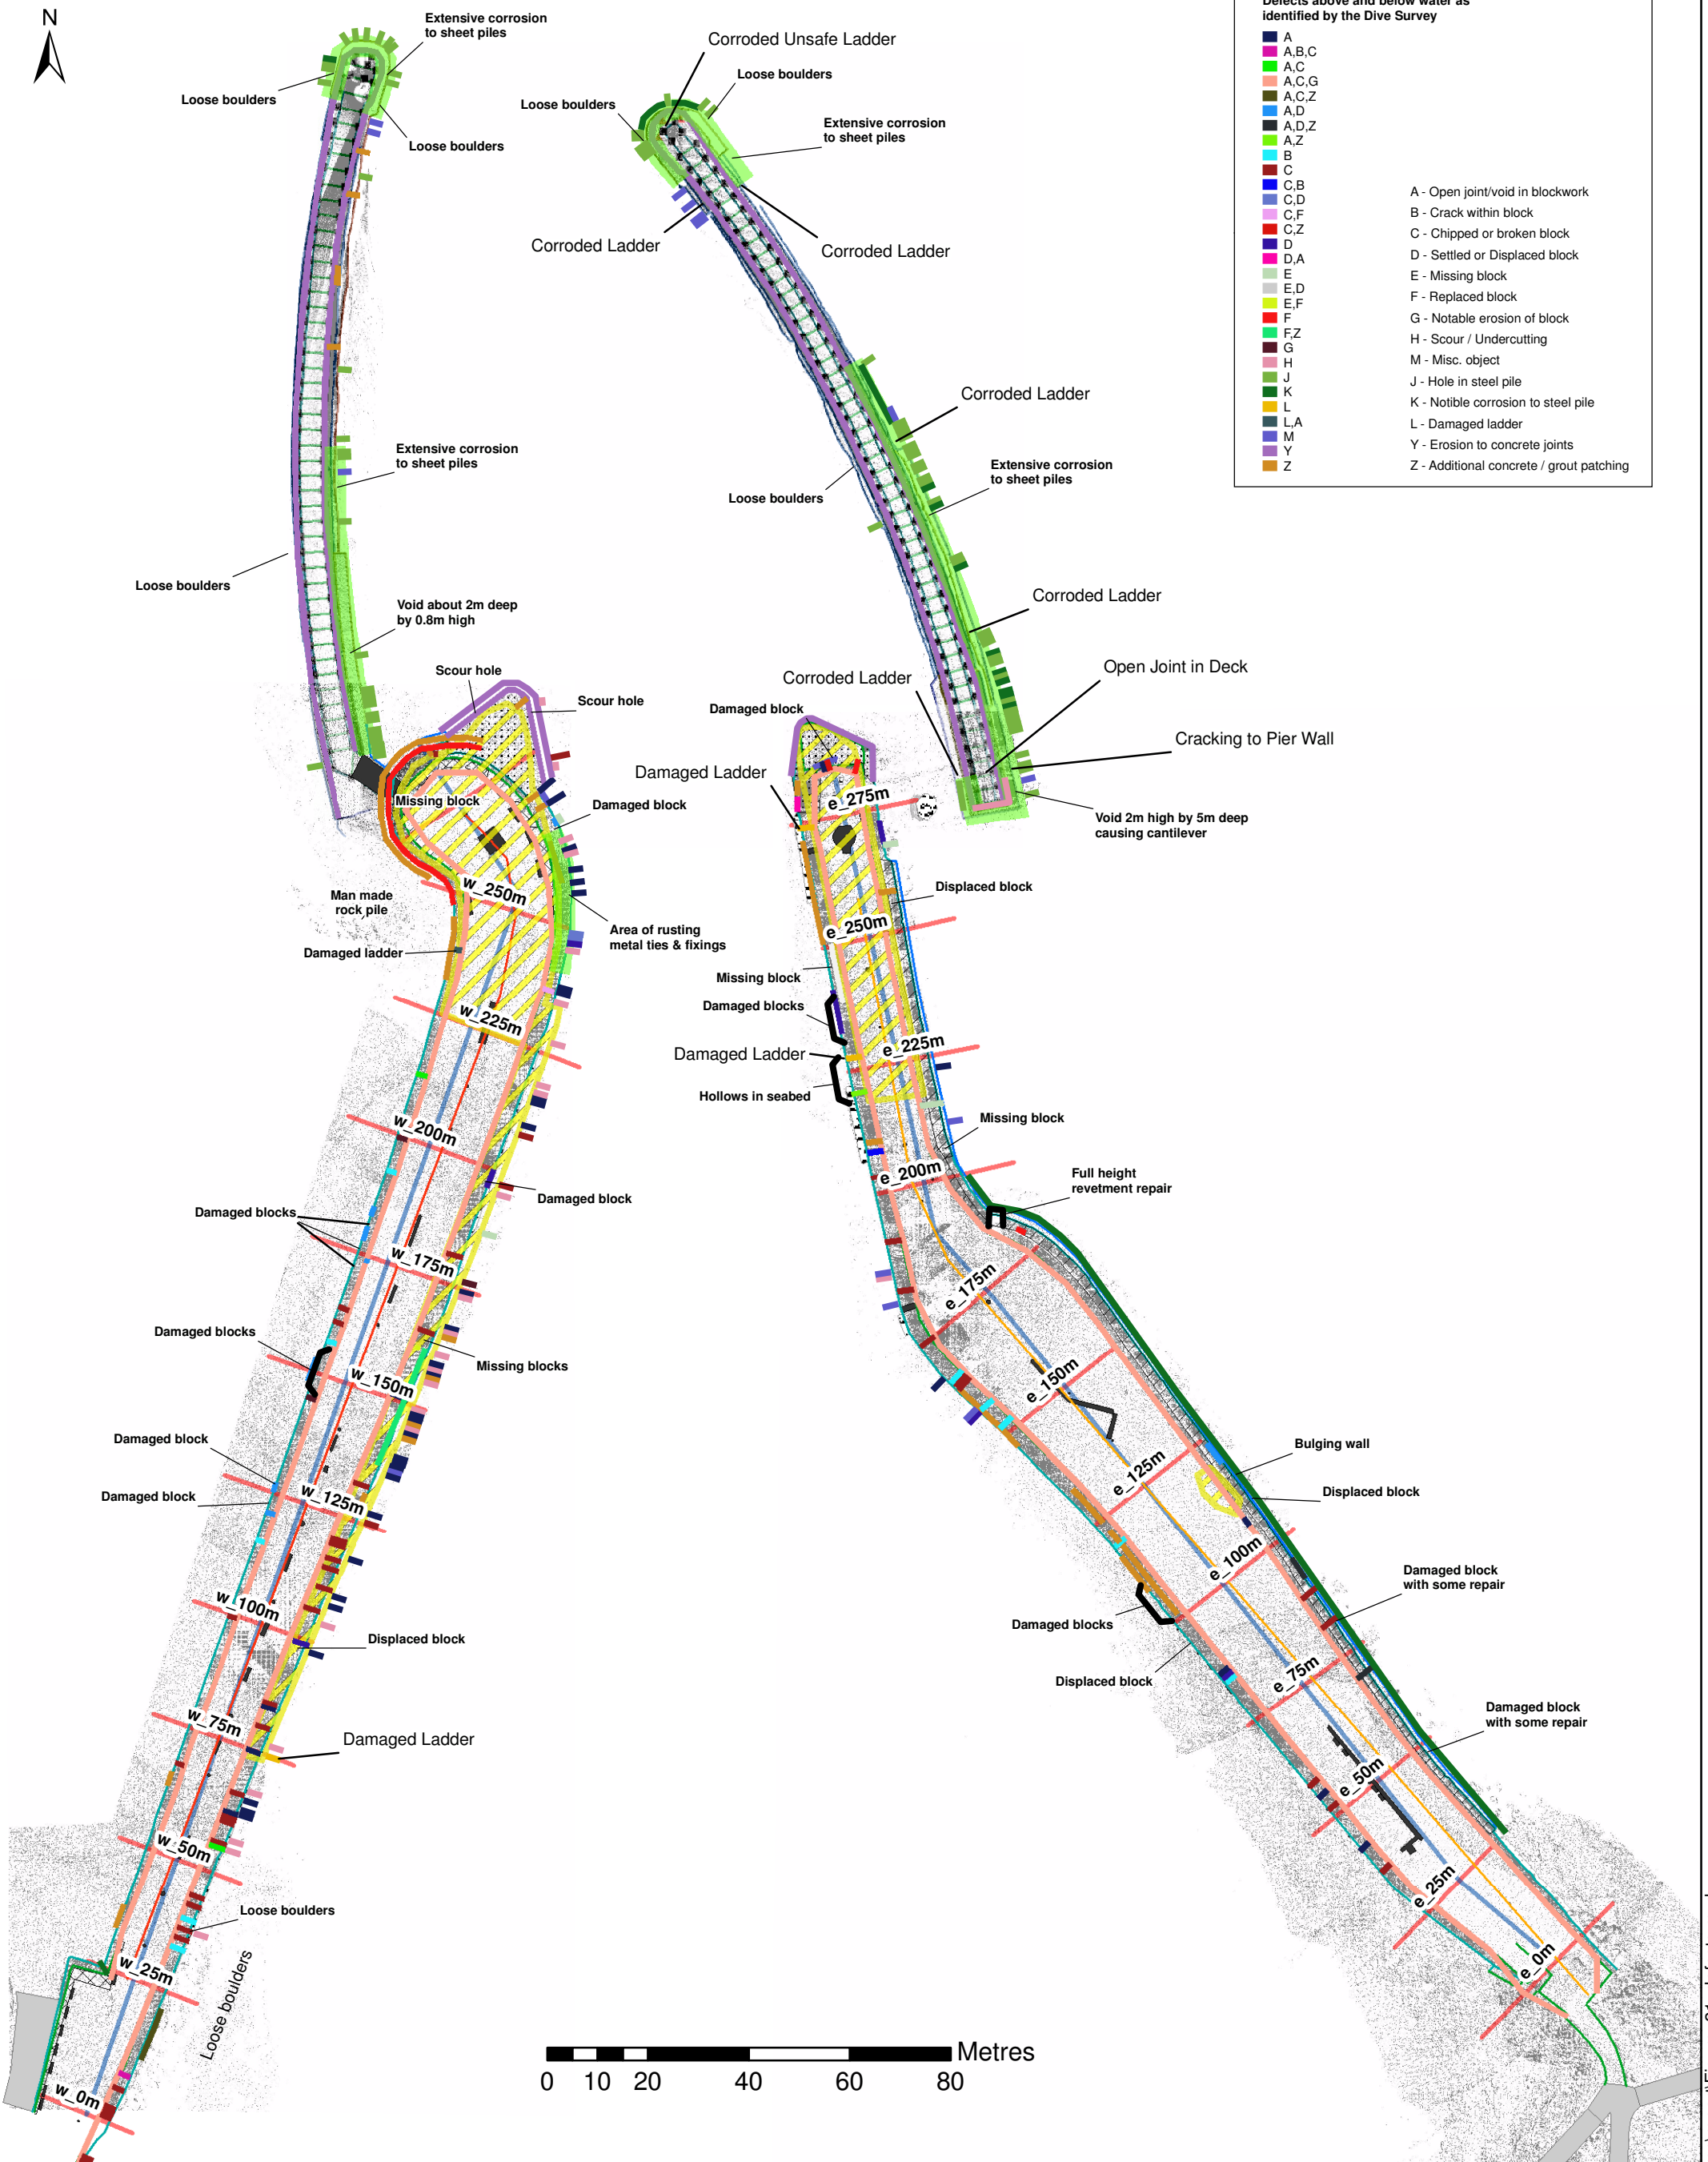 N
Extensive corrosion
to sheet piles
Loose boulders
Loose boulders
Corroded Unsafe Ladder
Loose boulders
Loose boulders
Extensive corrosion
to sheet piles
Corroded Ladder
Corroded Ladder
Defects above and below water as
identified by the Dive Survey
A
A,B,C
A,C
A,C,G
A,C,Z
A,D
A,D,Z
A,Z
B
C
C,B
C,D
C,F
C,Z
D
D,A
E
E,D
E,F
F
F,Z
G
H
J
K
L
L,A
M
Y
Z
A - Open joint/void in blockwork
B - Crack within block
C - Chipped or broken block
D - Settled or Displaced block
E - Missing block
F - Replaced block
G - Notable erosion of block
H - Scour / Undercutting
M - Misc. object
J - Hole in steel pile
K - Notible corrosion to steel pile
L - Damaged ladder
Y - Erosion to concrete joints
Z - Additional concrete / grout patching
Corroded Ladder
Extensive corrosion
to sheet piles
Extensive corrosion
to sheet piles
Loose boulders
Loose boulders
Corroded Ladder
Void about 2m deep
by 0.8m high
Scour hole
Scour hole
Corroded Ladder
Open Joint in Deck
Damaged block
Cracking to Pier Wall
Damaged Ladder
Missing block
Damaged block
e_275m
Void 2m high by 5m deep
causing cantilever
w_250m
Man made
rock pile
Displaced block
Area of rusting
metal ties & fixings
e_250m
Damaged ladder
Missing block
Damaged blocks
w_225m
e_225m
Damaged Ladder
Hollows in seabed
Missing block
w_200m
e_200m
Full height
revetment repair
Damaged block
Damaged blocks
w_175m
e_175m
Damaged blocks
Missing blocks
w_150m
e_150m
Damaged block
Bulging wall
e_125m
Damaged block
w_125m
Displaced block
e_100m
Damaged block
with some repair
w_100m
Damaged blocks
Displaced block
e_75m
Displaced block
Damaged block
with some repair
w_75m
Damaged Ladder
e_50m
w_50m
Loose boulders
e_25m
w_25m
Loose boulders
e_0m
w_0m
Metres
0 10 20 40 60 80